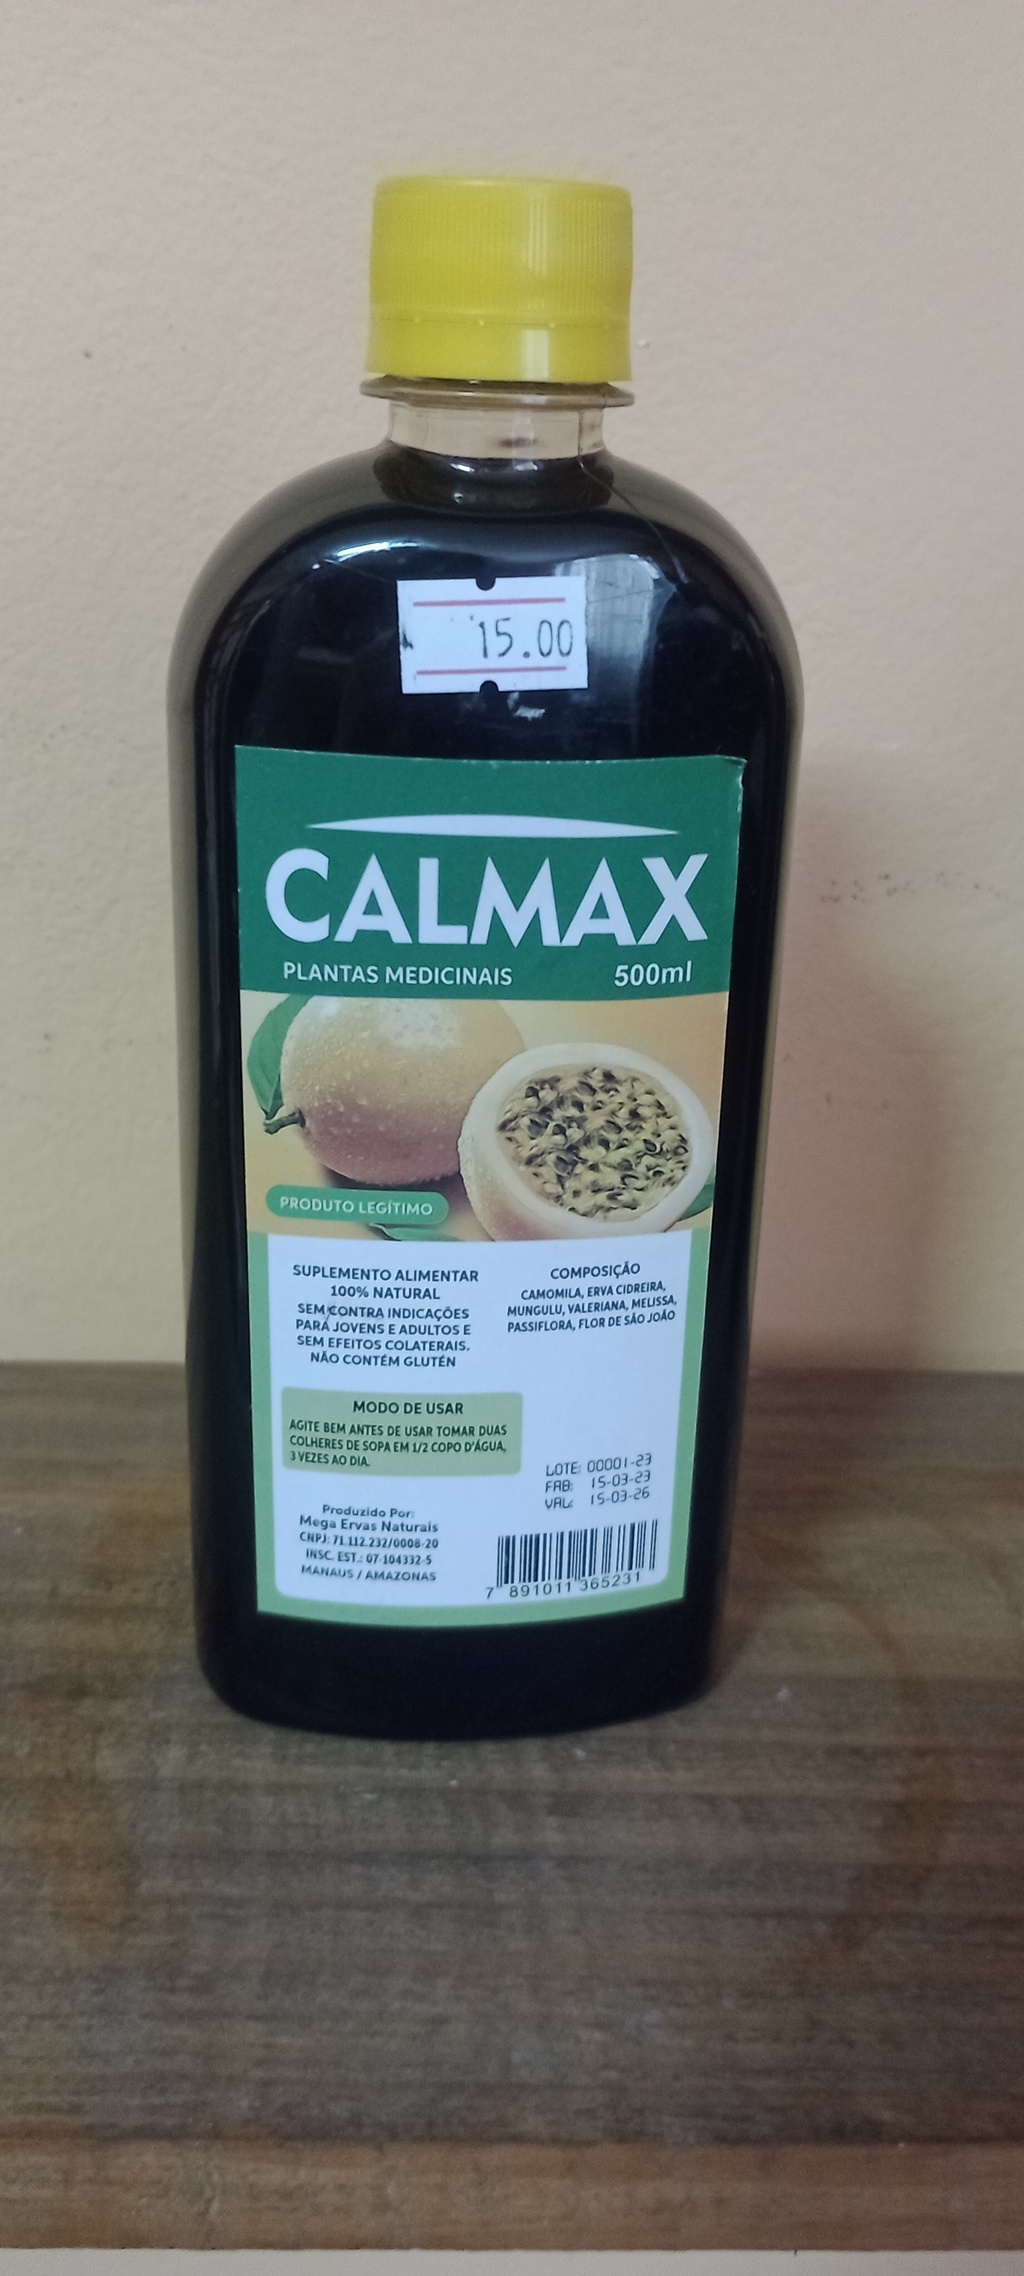 15.00
CALMAX
PLANTAS MEDICINAIS 500ml
PRODUTO LEGÍTIMO
SUPLEMENTO ALIMENTAR
100% NATURAL
SEM CONTRA INDICAÇÕES
PARA JOVENS E ADULTOS E
SEM EFEITOS COLATERAIS.
NÃO CONTÉM GLUTÉN
COMPOSIÇÃO
CAMOMILA, ERVA CIDREIRA,
MUNGULU, VALERIANA, MELISSA,
PASSIFLORA, FLOR DE SÃO JOÃO
MODO DE USAR
AGITE BEM ANTES DE USAR TOMAR DUAS
COLHERES DE SOPA EM 1/2 COPO D'ÁGUA,
3 VEZES AO DIA.
LOTE: 00001-23
FAB: 15-03-23
VAL: 15-03-26
Produzido Por:
Mega Ervas Naturais
CNPJ: 71.112.232/0008-20
INSC. EST.: 07-104332-5
MANAUS / AMAZONAS
7 891011 365231